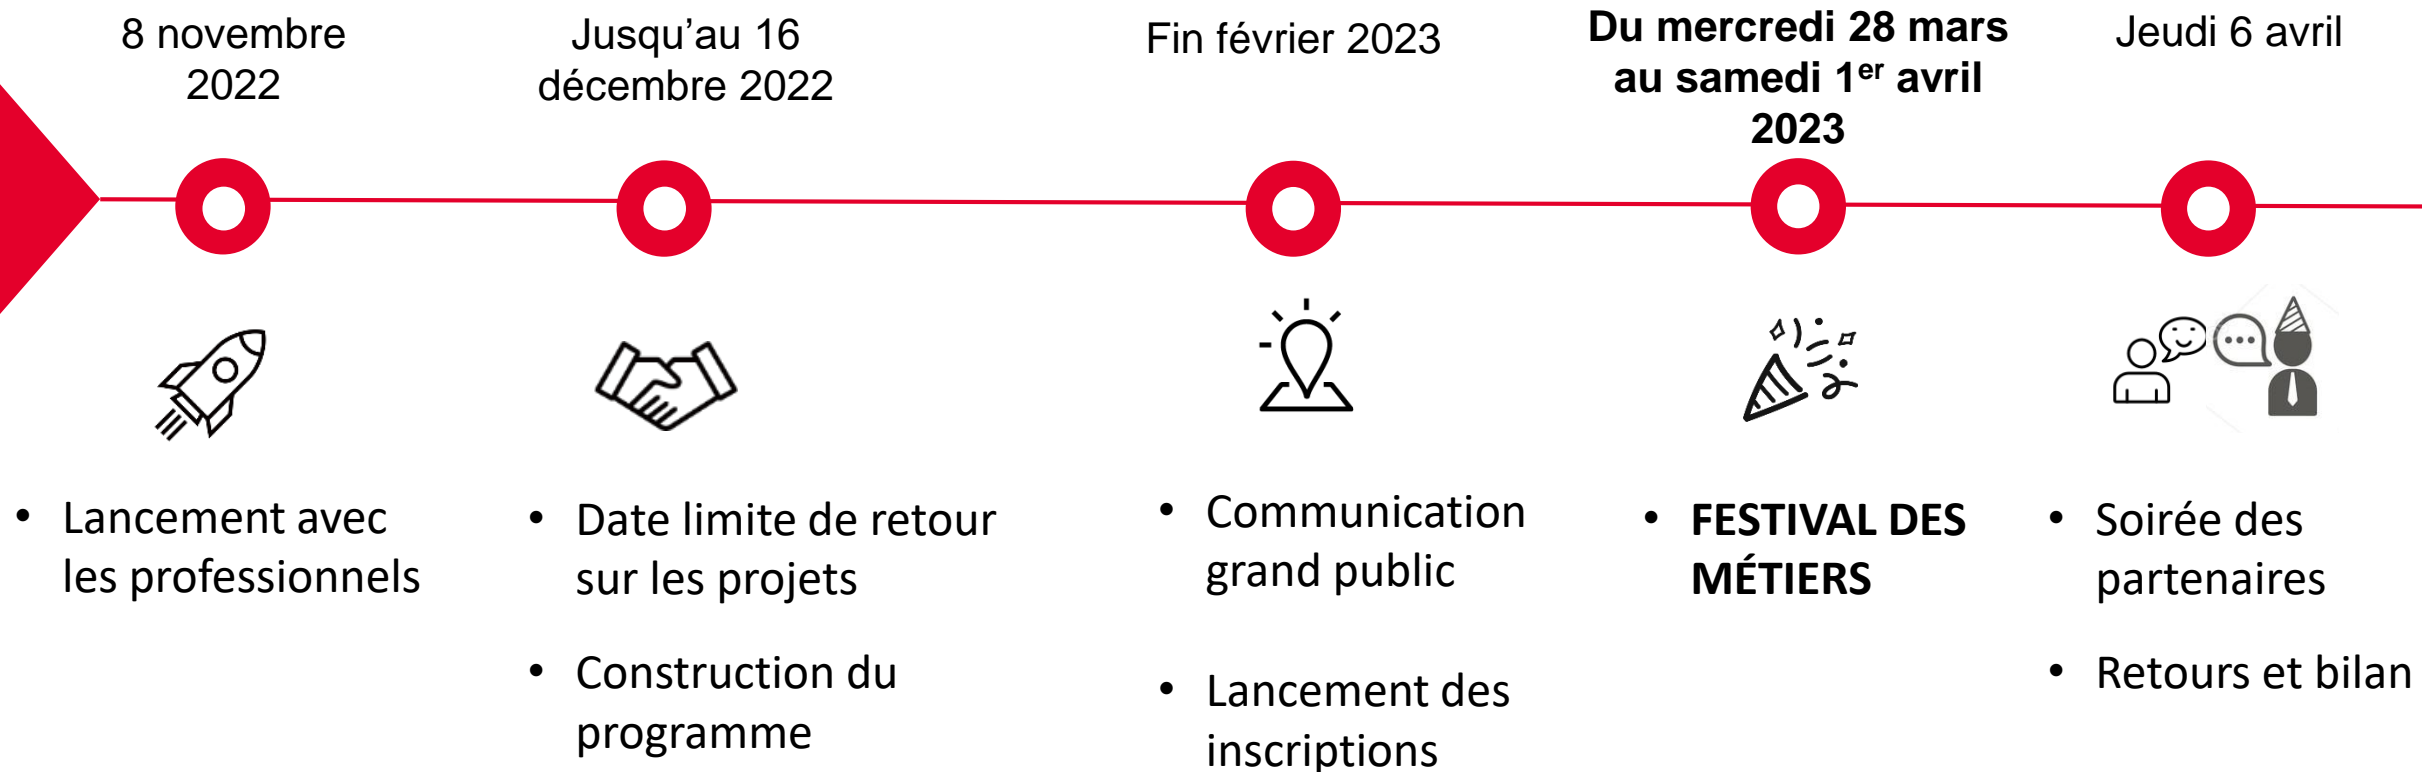 8 novembre
2022
Jusqu’au 16
décembre 2022
Fin février 2023
Du mercredi 28 mars
au samedi 1er avril
2023
Jeudi 6 avril
• Lancement avec
les professionnels
• Date limite de retour
sur les projets
• Construction du
programme
• Communication
grand public
• Lancement des
inscriptions
• FESTIVAL DES
MÉTIERS
• Soirée des
partenaires
• Retours et bilan